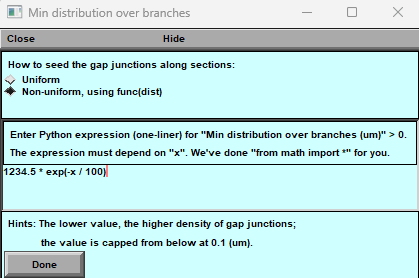 Min distribution over branches
Close Hide
How to seed the gap junctions along sections:
Uniform
Non-uniform, using func(dist)
Enter Python expression (one-liner) for "Min distribution over branches (um)" > 0.
The expression must depend on "x". We've done "from math import *" for you.
1234.5 * exp(-x / 100)
Hints: The lower value, the higher density of gap junctions;
the value is capped from below at 0.1 (um).
Done